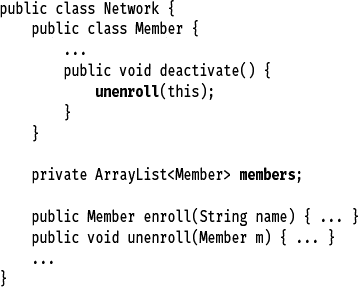 public class Network {
    public class Member {
        ...
        public void deactivate() {
            unenroll(this);
        }
    }

    private ArrayList<Member> members;

    public Member enroll(String name) { ... }
    public void unenroll(Member m) { ... }
    ...
}